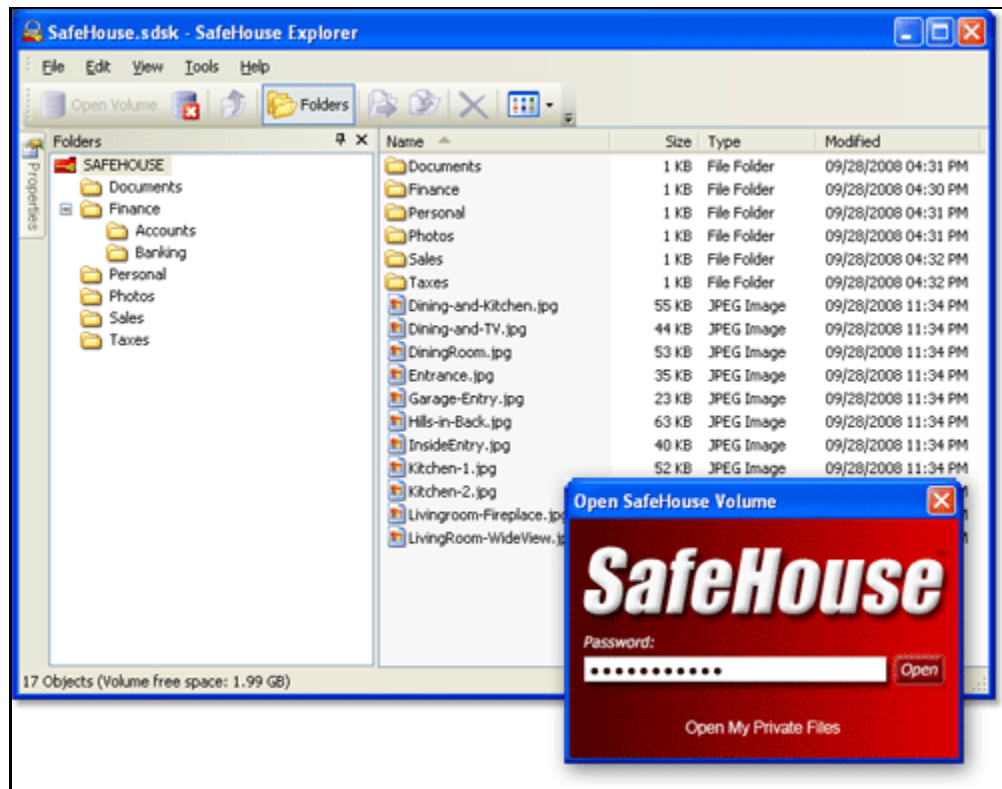 SafeHouse.sdsk - SafeHouse Explorer
File Edit View Tools Help
Open Volume Folders
Properties
Folders
SAFEHOUSE
Documents
Finance
Accounts
Banking
Personal
Photos
Sales
Taxes
Name Size Type Modified
Documents 1 KB File Folder 09/28/2008 04:31 PM
Finance 1 KB File Folder 09/28/2008 04:30 PM
Personal 1 KB File Folder 09/28/2008 04:31 PM
Photos 1 KB File Folder 09/28/2008 04:31 PM
Sales 1 KB File Folder 09/28/2008 04:32 PM
Taxes 1 KB File Folder 09/28/2008 04:32 PM
Dining-and-Kitchen.jpg 55 KB JPEG Image 09/28/2008 11:34 PM
Dining-and-TV.jpg 44 KB JPEG Image 09/28/2008 11:34 PM
DiningRoom.jpg 53 KB JPEG Image 09/28/2008 11:34 PM
Entrance.jpg 35 KB JPEG Image 09/28/2008 11:34 PM
Garage-Entry.jpg 23 KB JPEG Image 09/28/2008 11:34 PM
Hills-in-Back.jpg 63 KB JPEG Image 09/28/2008 11:34 PM
InsideEntry.jpg 40 KB JPEG Image 09/28/2008 11:34 PM
Kitchen-1.jpg 52 KB JPEG Image 09/28/2008 11:34 PM
Kitchen-2.jpg
Livingroom-Fireplace.jpg
LivingRoom-WideView.jp
17 Objects (Volume free space: 1.99 GB)
Open SafeHouse Volume
SafeHouse
Password:
Open
Open My Private Files